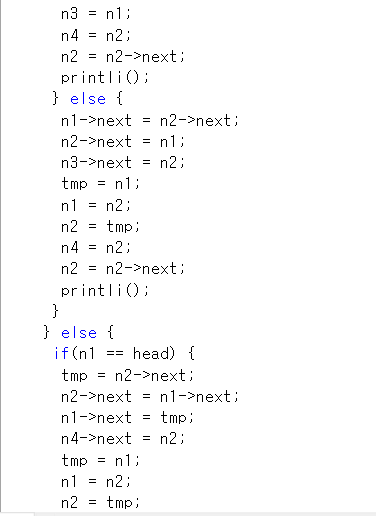 n3 = n1;
n4 = n2;
n2 = n2->next;
printli();
} else {
n1->next = n2->next;
n2->next = n1;
n3->next = n2;
tmp = n1;
n1 = n2;
n2 = tmp;
n4 = n2;
n2 = n2->next;
printli();
}
} else {
if(n1 == head) {
tmp = n2->next;
n2->next = n1->next;
n1->next = tmp;
n4->next = n2;
tmp = n1;
n1 = n2;
n2 = tmp;